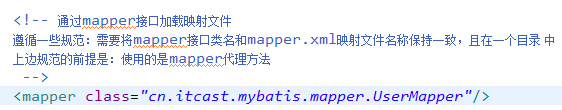 <!-- 通过mapper接口加载映射文件
遵循一些规范：需要将mapper接口类名和mapper.xml映射文件名称保持一致，且在一个目录 中
上边规范的前提是：使用的是mapper代理方法
-->
<mapper class="cn.itcast.mybatis.mapper.UserMapper"/>